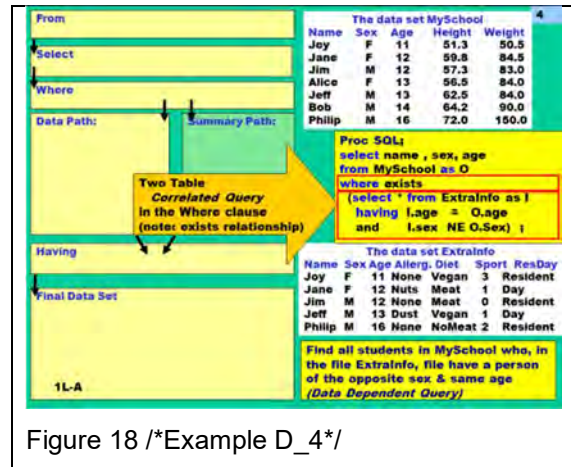 4
From
Select
Where
Data Path:
Summary Path:
Two Table
Correlated Query
in the Where clause
(note: exists relationship)
Having
Final Data Set
1L-A
The data set MySchool
Name Sex Age Height Weight
Joy F 11 51.3 50.5
Jane F 12 59.8 84.5
Jim M 12 57.3 83.0
Alice F 13 56.5 84.0
Jeff M 13 62.5 84.0
Bob M 14 64.2 90.0
Philip M 16 72.0 150.0
Proc SQL;
select name , sex, age
from MySchool as O
where exists
(select * from ExtraInfo as I
having I.age = O.age
and I.sex NE O.Sex) ;
The data set ExtraInfo
Name Sex Age Allerg. Diet Sport ResDay
Joy F 11 None Vegan 3 Resident
Jane F 12 Nuts Meat 1 Day
Jim M 12 None Meat 0 Resident
Jeff M 13 Dust Vegan 1 Day
Philip M 16 None NoMeat 2 Resident
Find all students in MySchool who, in
the file ExtraInfo, file have a person
of the opposite sex & same age
(Data Dependent Query)
Figure 18 /*Example D_4*/